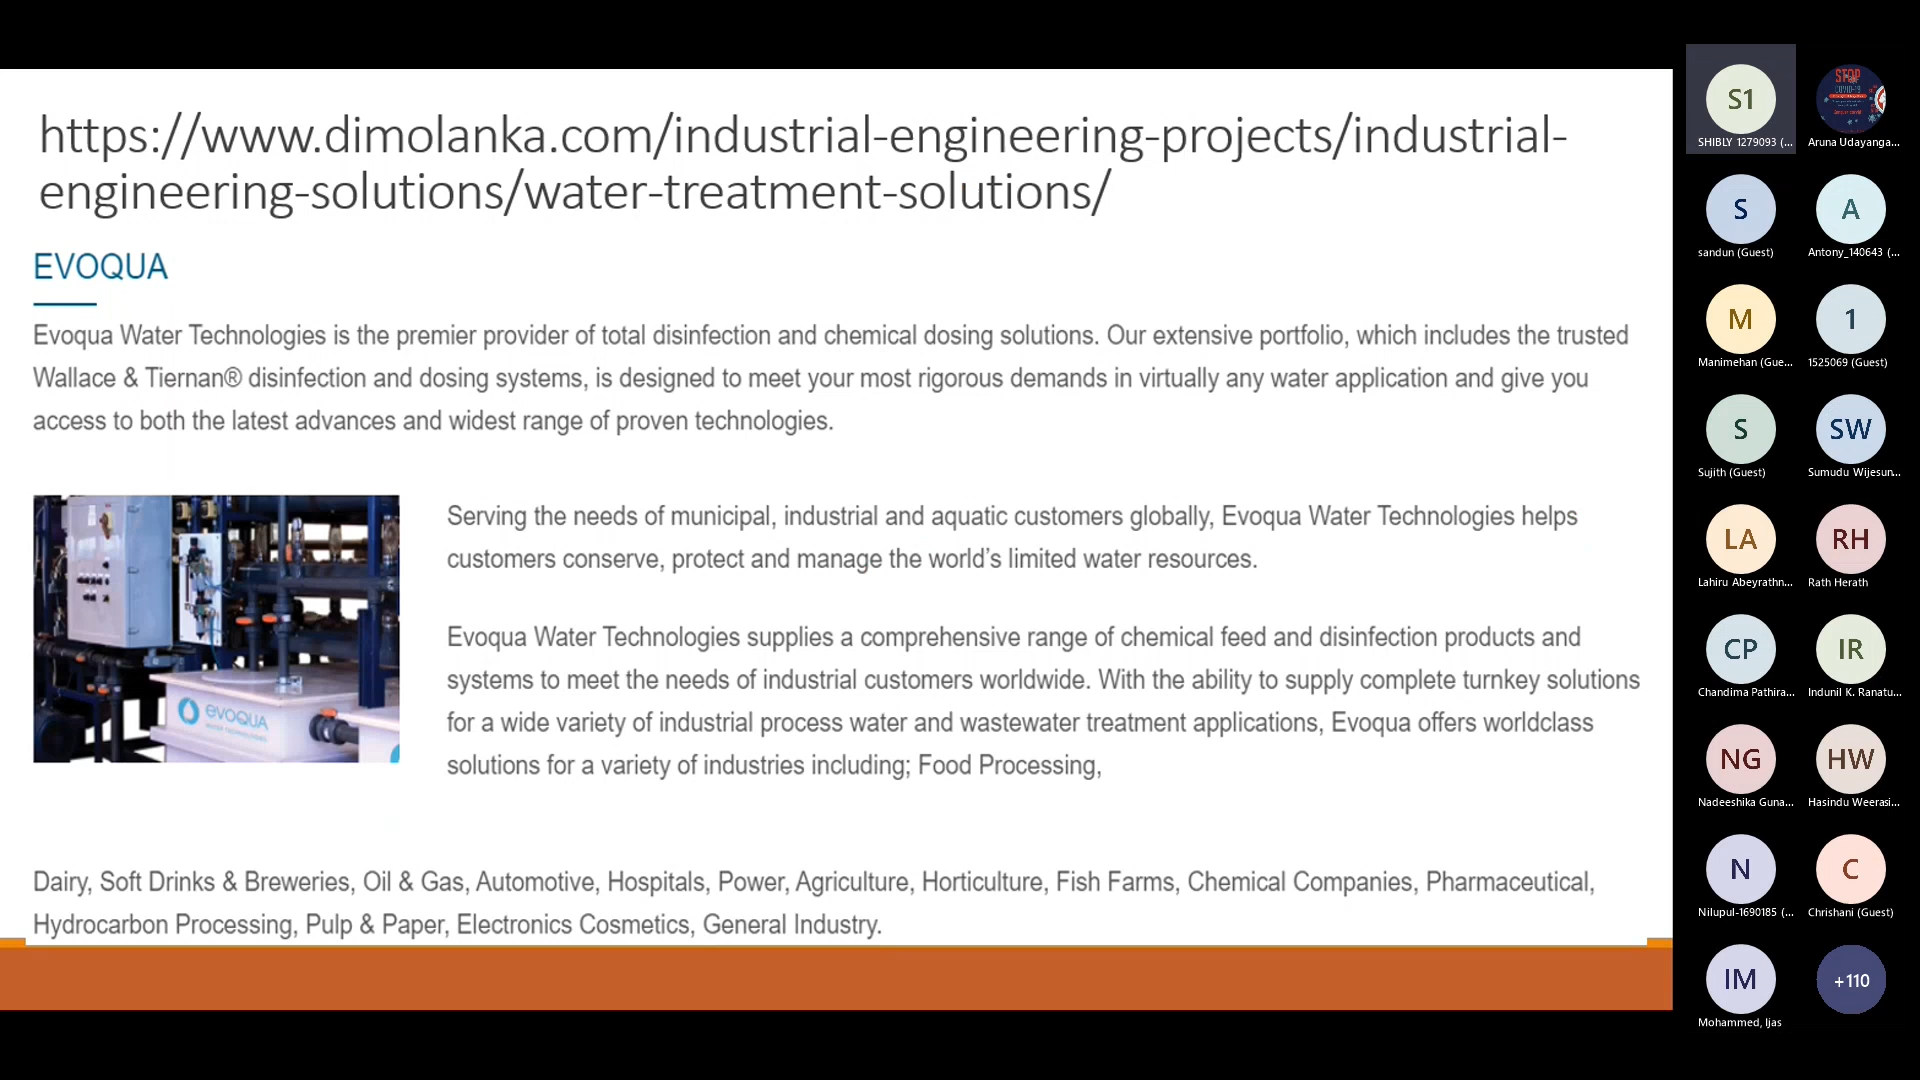 https://www.dimolanka.com/industrial-engineering-projects/industrial-
engineering-solutions/water-treatment-solutions/
EVOQUA
Evoqua Water Technologies is the premier provider of total disinfection and chemical dosing solutions. Our extensive portfolio, which includes the trusted
Wallace & Tiernan® disinfection and dosing systems, is designed to meet your most rigorous demands in virtually any water application and give you
access to both the latest advances and widest range of proven technologies.
Serving the needs of municipal, industrial and aquatic customers globally, Evoqua Water Technologies helps
customers conserve, protect and manage the world’s limited water resources.
Evoqua Water Technologies supplies a comprehensive range of chemical feed and disinfection products and
systems to meet the needs of industrial customers worldwide. With the ability to supply complete turnkey solutions
for a wide variety of industrial process water and wastewater treatment applications, Evoqua offers worldclass
solutions for a variety of industries including; Food Processing,
evoqua
WATER TECHNOLOGIES
Dairy, Soft Drinks & Breweries, Oil & Gas, Automotive, Hospitals, Power, Agriculture, Horticulture, Fish Farms, Chemical Companies, Pharmaceutical,
Hydrocarbon Processing, Pulp & Paper, Electronics Cosmetics, General Industry.
S1
SHIBLY 1279093 (...
STOP
COVID-19
Aruna Udayanga...
S
sandun (Guest)
A
Antony_140643 (...
M
Manimehan (Gue...
1
1525069 (Guest)
S
Sujith (Guest)
SW
Sumudu Wijesun...
LA
Lahiru Abeyrathn...
RH
Rath Herath
CP
Chandima Pathira...
IR
Indunil K. Ranatu...
NG
Nadeeshika Guna...
HW
Hasindu Weerasi...
N
Nilupul-1690185 (...
C
Chrishani (Guest)
IM
Mohammed, Ijas
+110